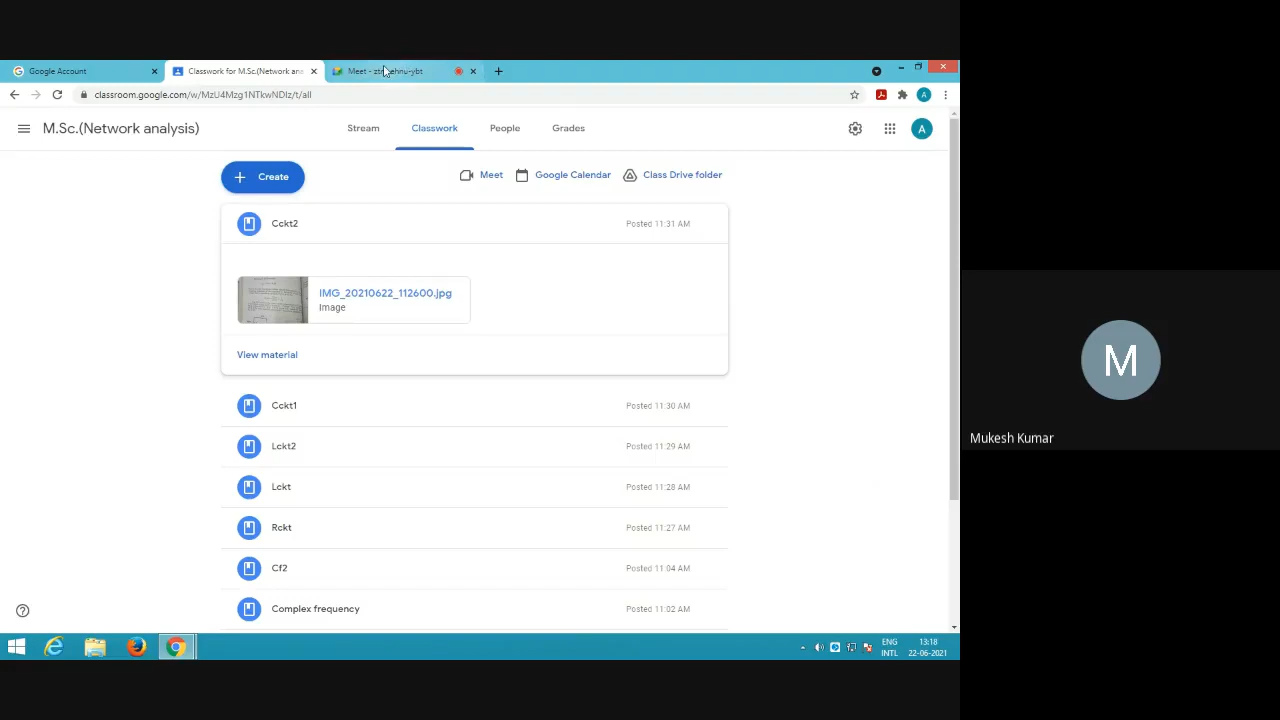 Google Account
Classwork for M.Sc.(Network ana
Meet - zt
ehnu-ybt
classroom.google.com/w/MzU4Mzg1NTkwNDIz/t/all
M.Sc.(Network analysis)
Stream
Classwork
People
Grades
A
Create
Meet
Google Calendar
Class Drive folder
Cckt2
Posted 11:31 AM
IMG_20210622_112600.jpg
Image
View material
Cckt1
Posted 11:30 AM
Lckt2
Posted 11:29 AM
Lckt
Posted 11:28 AM
Rckt
Posted 11:27 AM
Cf2
Posted 11:04 AM
Complex frequency
Posted 11:02 AM
ENG
INTL
13:18
22-06-2021
M
Mukesh Kumar